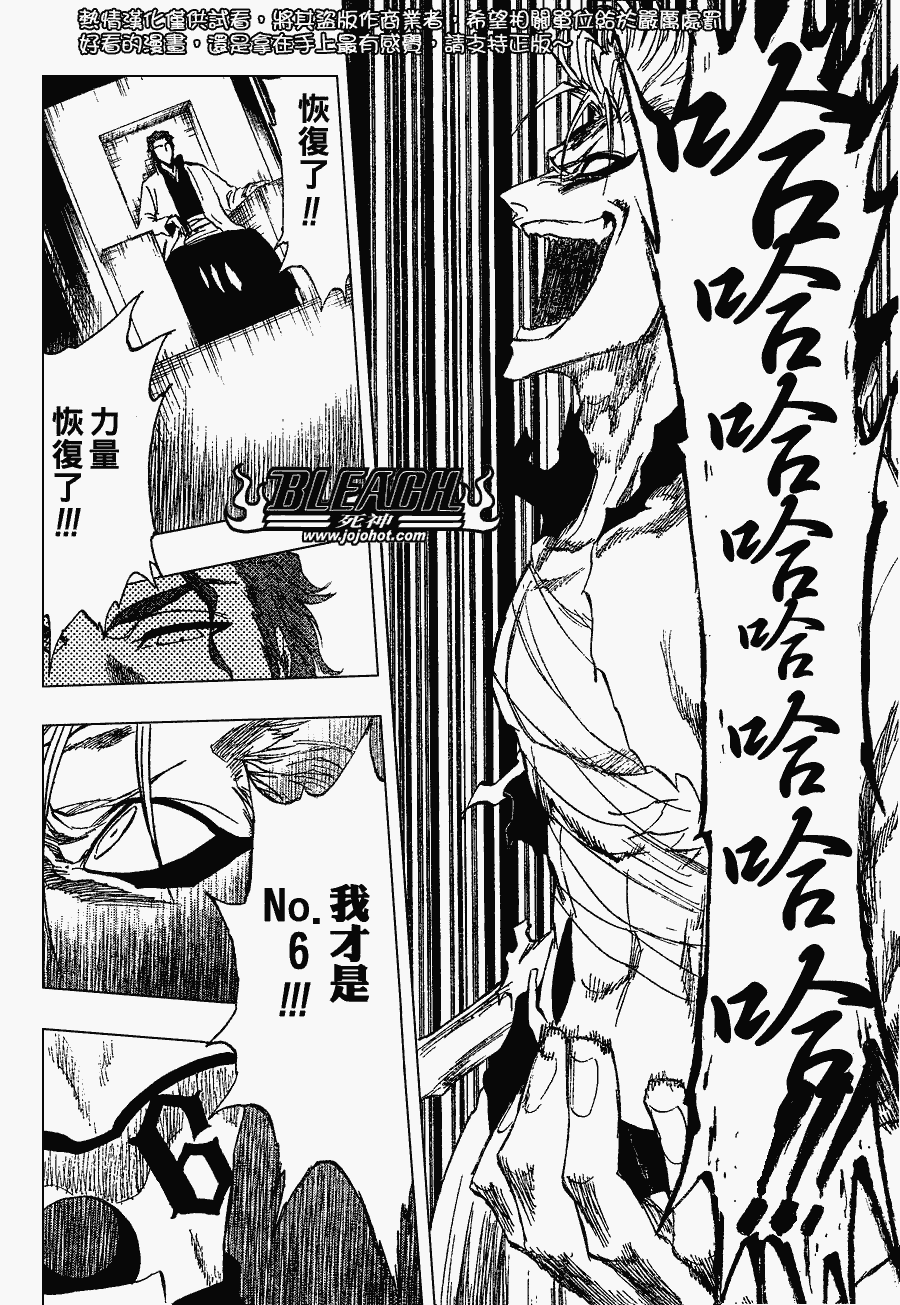 熱情漢化僅供試看,將其盜版作商業者,希望相關單位給於嚴厲處罰
好看的漫畫,還是拿在手上最有感覺,請支持正版~
哈哈哈哈哈哈哈哈!!!
恢復了!!
力量
恢復了!!!
BLEACH
死神
www.jojohot.com
我才是
No.
6!!!
6